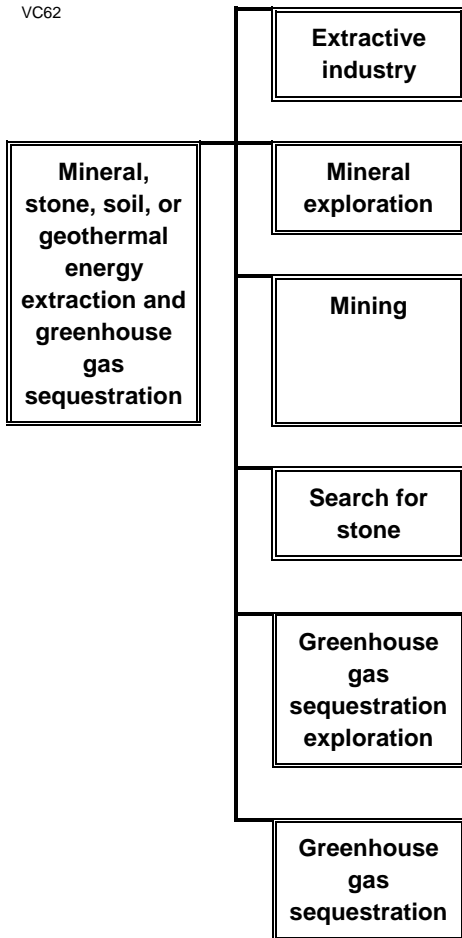 VC62
Extractive
industry
Mineral,
stone, soil, or
geothermal
energy
extraction and
greenhouse
gas
sequestration
Mineral
exploration
Mining
Search for
stone
Greenhouse
gas
sequestration
exploration
Greenhouse
gas
sequestration